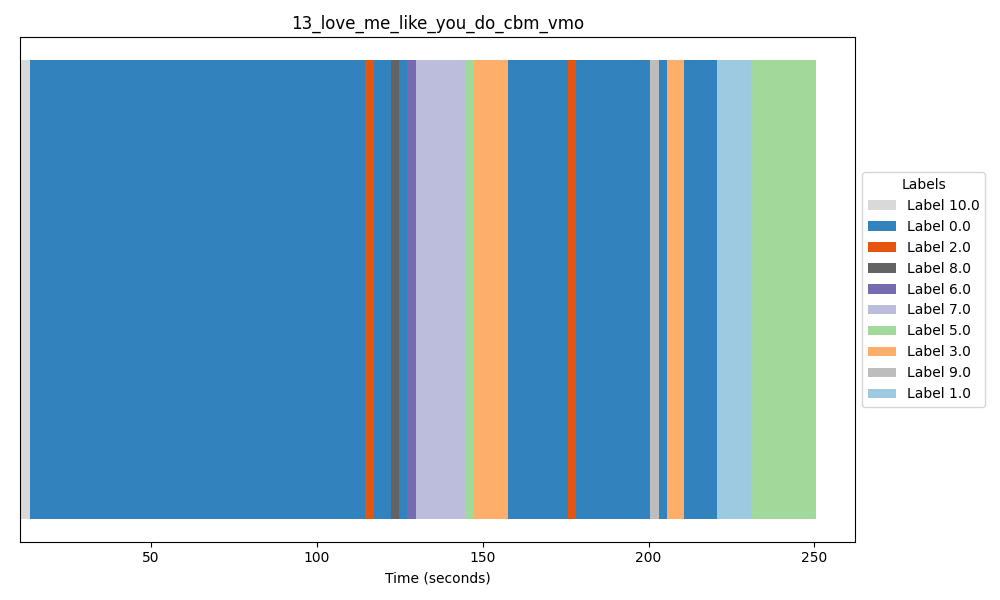 13_love_me_like_you_do_cbm_vmo
Labels
Label 10.0
Label 0.0
Label 2.0
Label 8.0
Label 6.0
Label 7.0
Label 5.0
Label 3.0
Label 9.0
Label 1.0
50
100
150
200
250
Time (seconds)